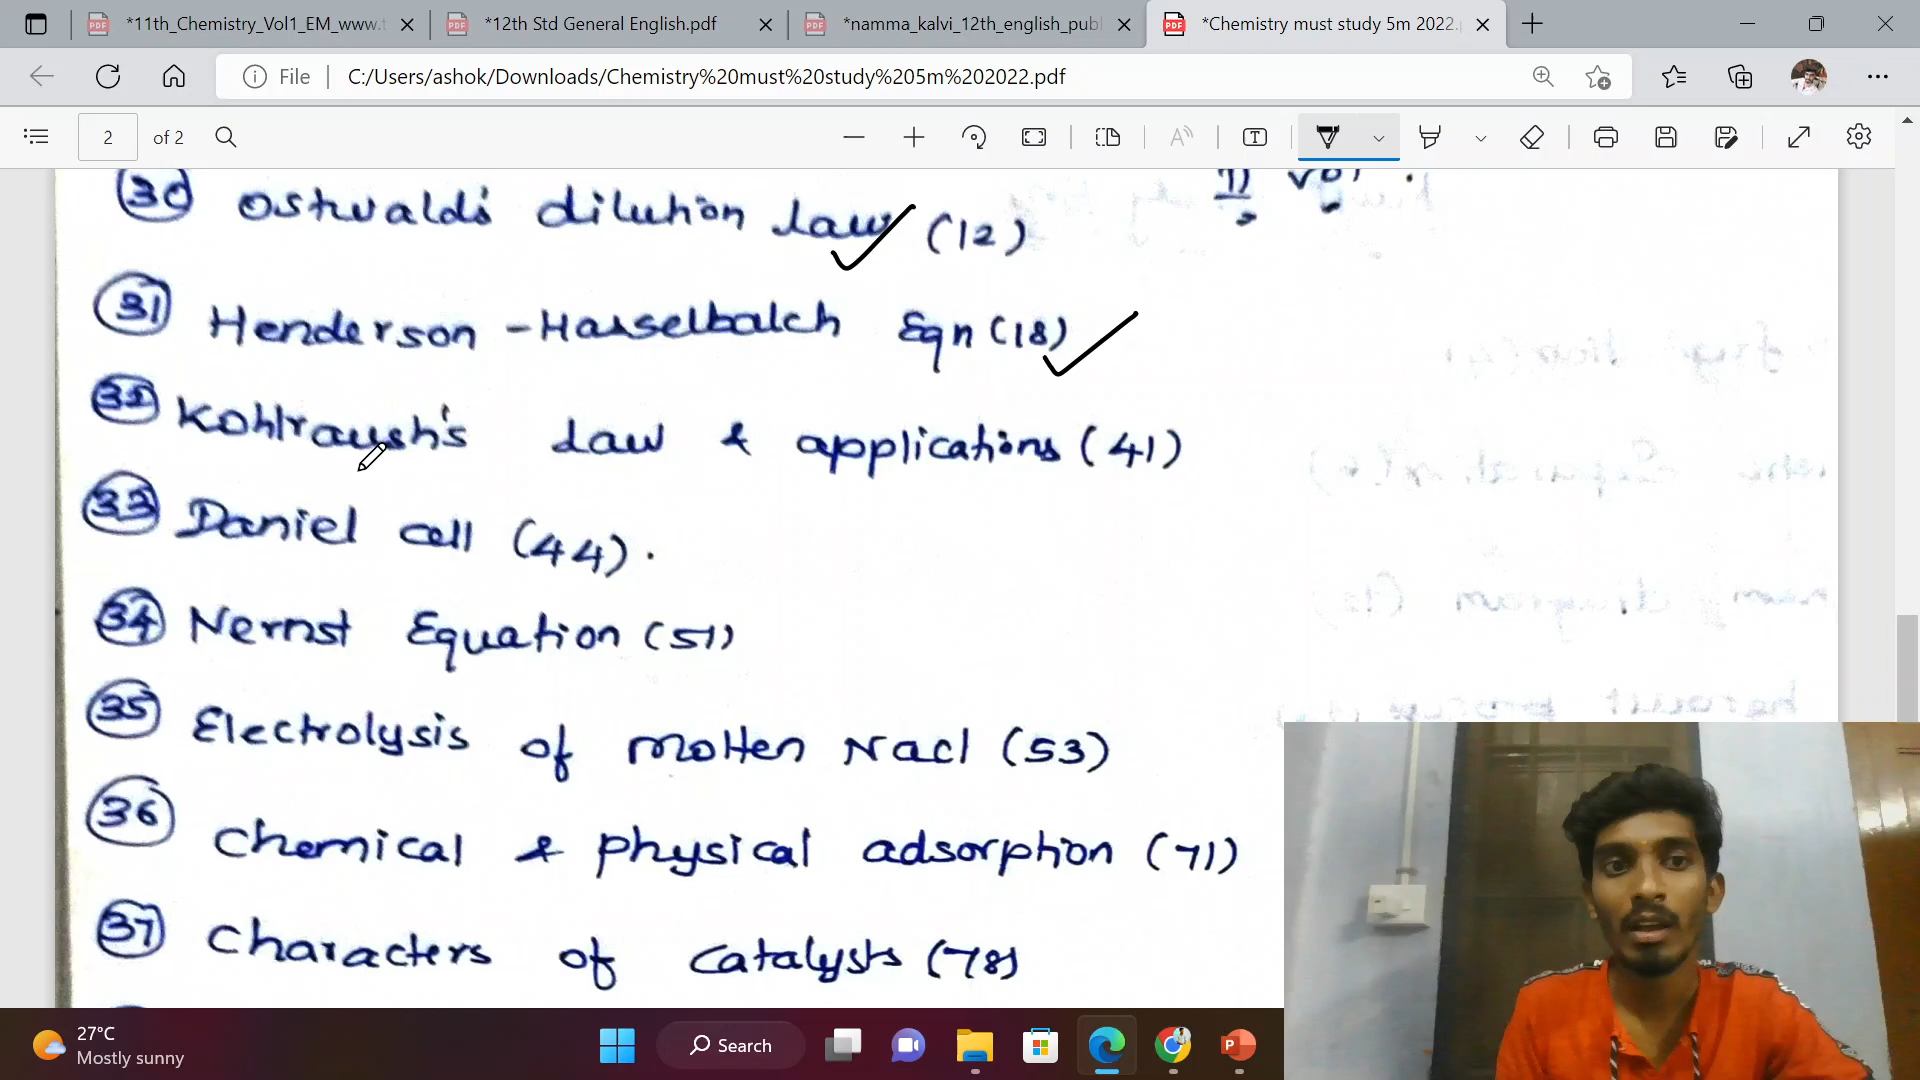 *11th_Chemistry_Vol1_EM_www.t
*12th Std General English.pdf
*namma_kalvi_12th_english_publ
*Chemistry must study 5m 2022.
File
C:/Users/ashok/Downloads/Chemistry%20must%20study%205m%202022.pdf
2 of 2
30 Ostwald's dilution law (12)
II vol.
31 Henderson - Hasselbalch Eqn (18)
32 Kohlraush's Law & applications (41)
33 Daniel cell (44).
34 Nernst Equation (51)
35 Electrolysis of molten Nacl (53)
36 Chemical & physical adsorption (71)
37 Characters of Catalysts (78)
27°C
Mostly sunny
Search